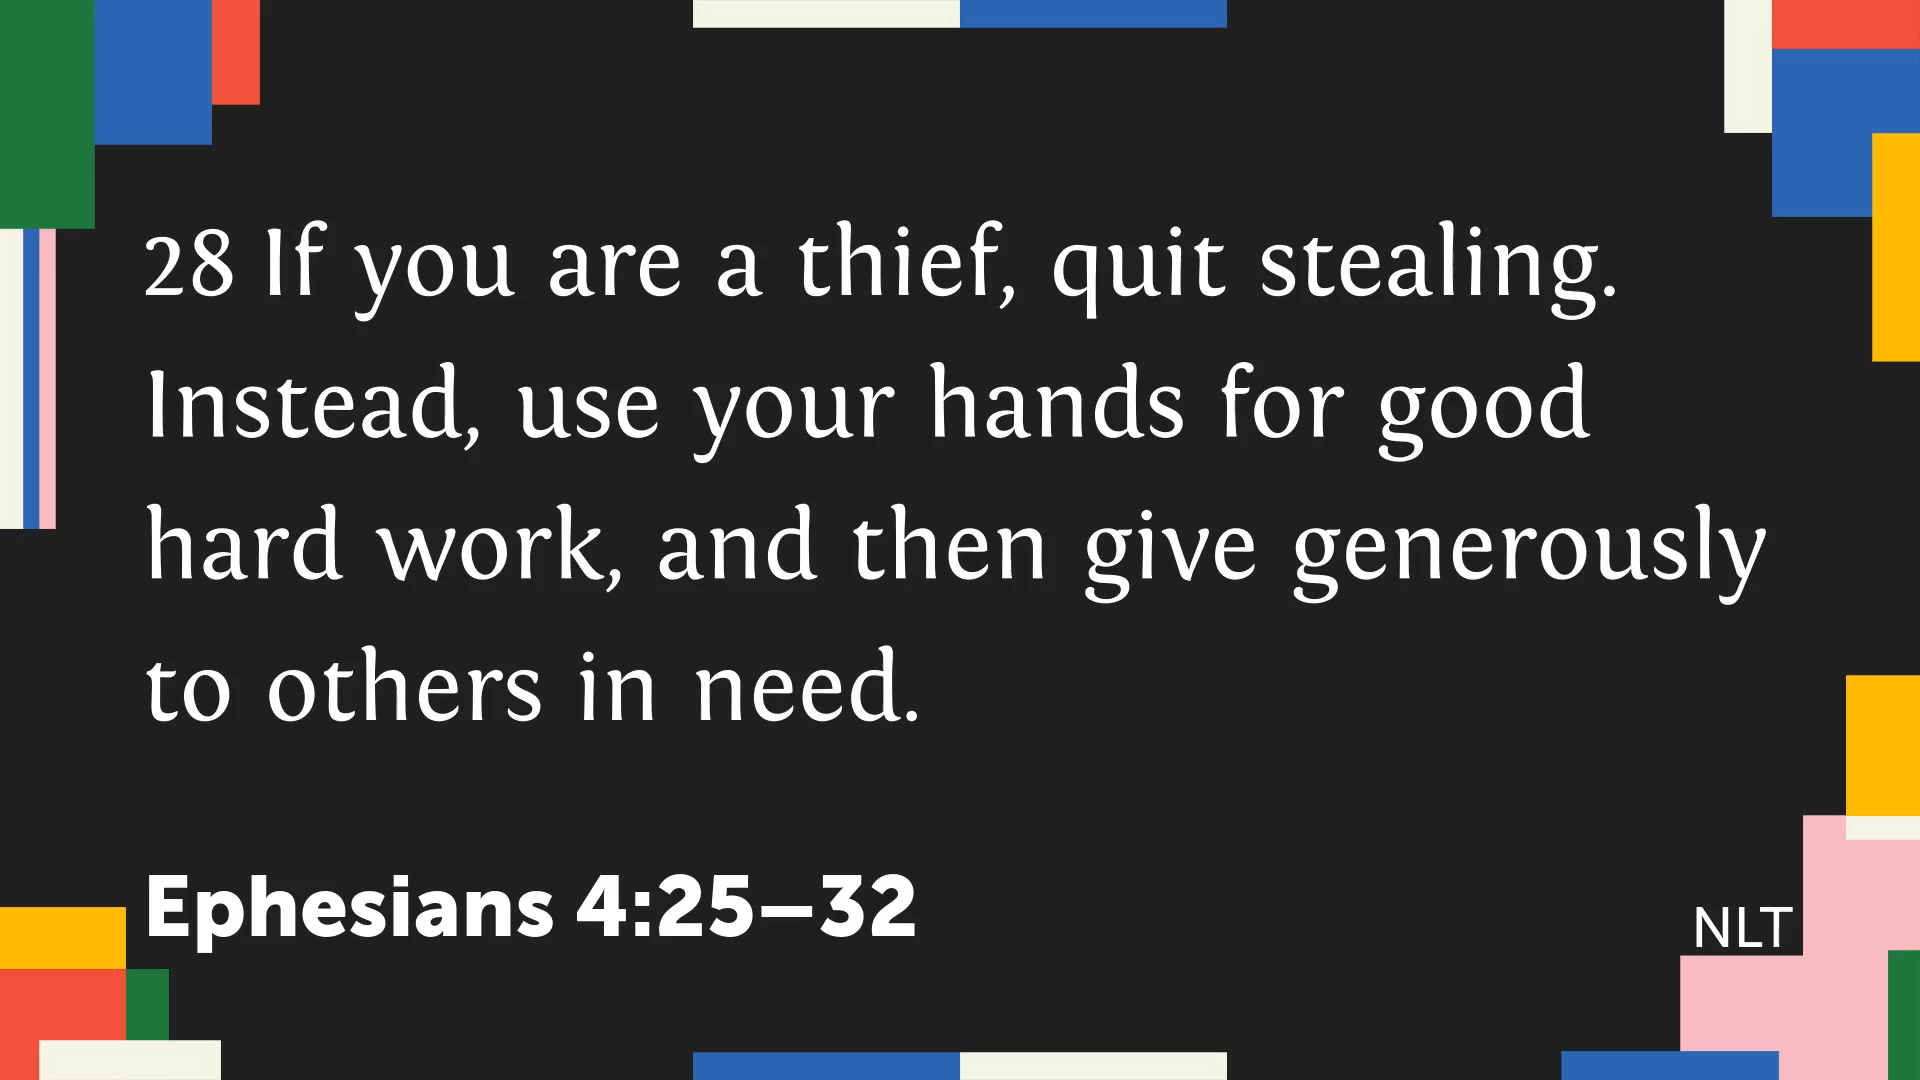 28 If you are a thief, quit stealing.
Instead, use your hands for good
hard work, and then give generously
to others in need.
Ephesians 4:25–32
NLT